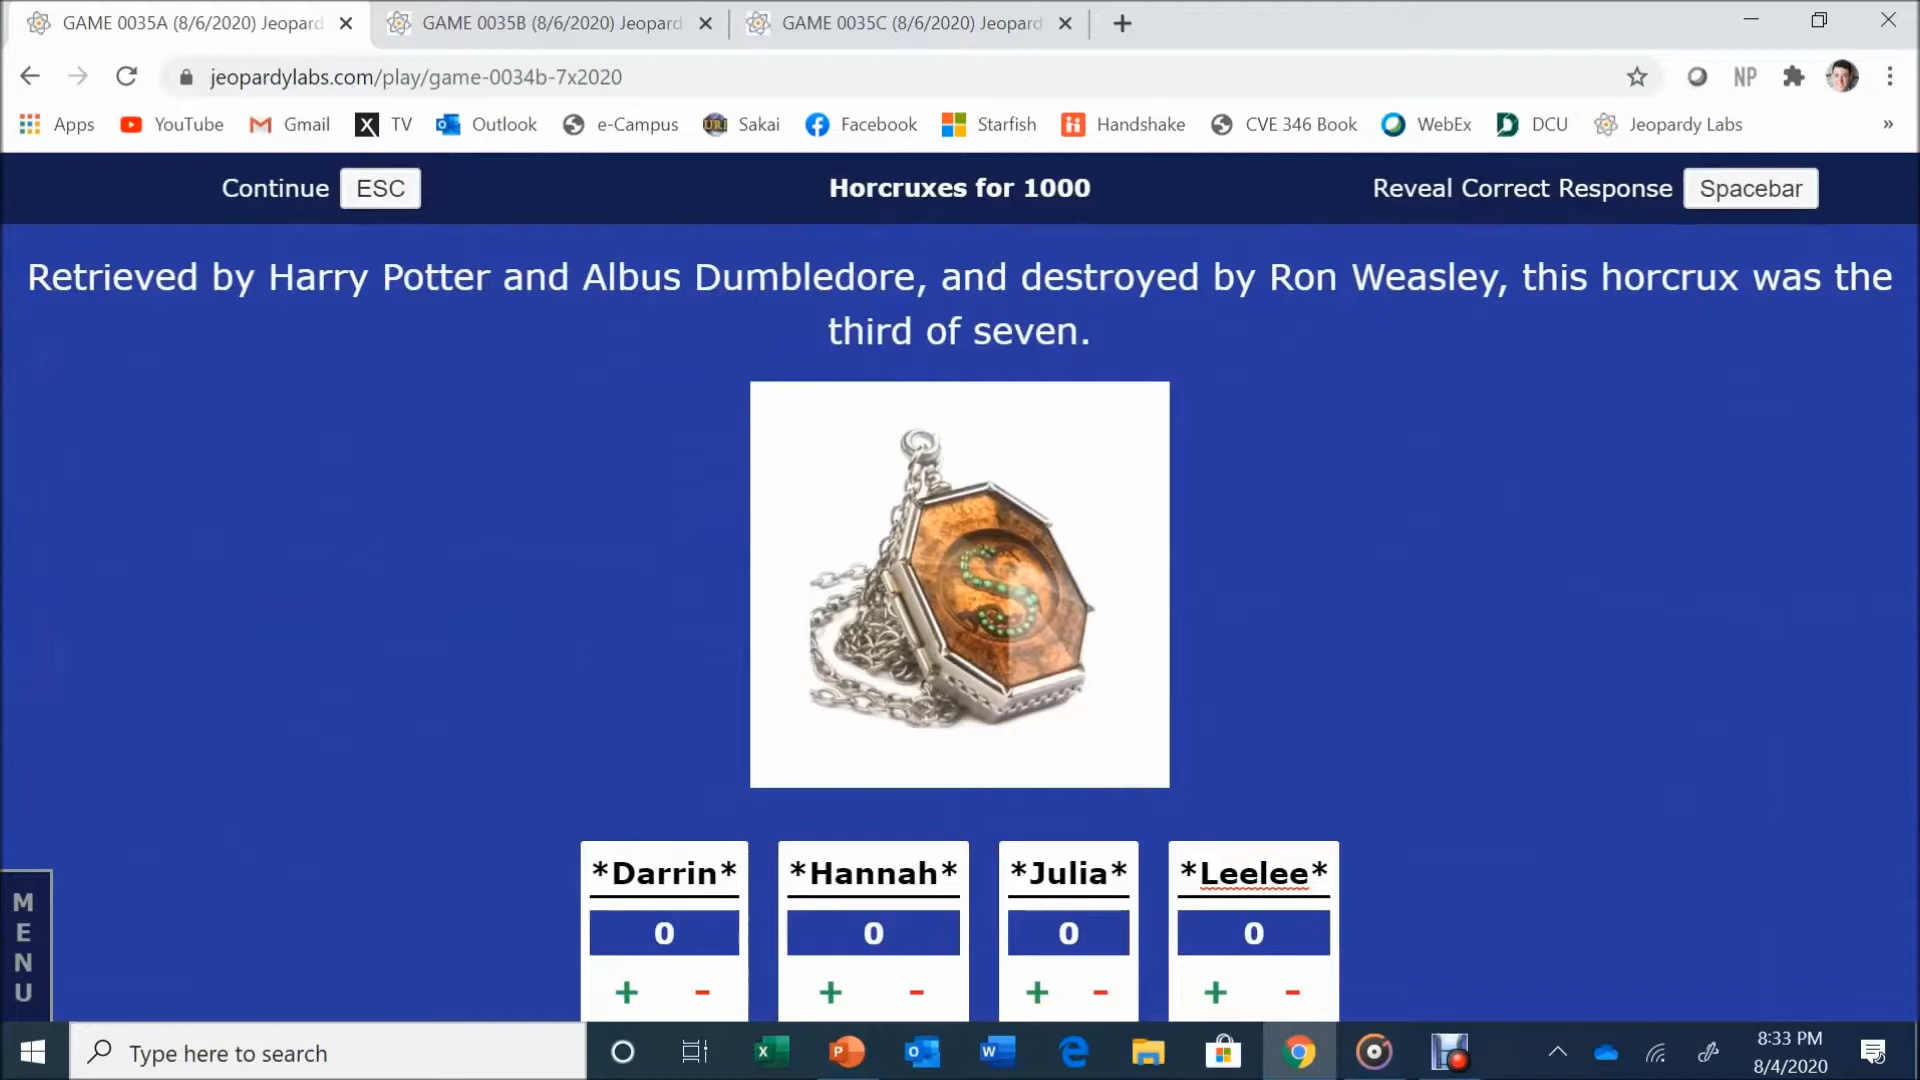 GAME 0035A (8/6/2020) Jeopard
GAME 0035B (8/6/2020) Jeopard
GAME 0035C (8/6/2020) Jeopard
jeopardylabs.com/play/game-0034b-7x2020
NP
Apps
YouTube
Gmail
X TV
Outlook
e-Campus
Sakai
Facebook
Starfish
Handshake
CVE 346 Book
WebEx
DCU
Jeopardy Labs
»
Continue ESC
Horcruxes for 1000
Reveal Correct Response Spacebar
Retrieved by Harry Potter and Albus Dumbledore, and destroyed by Ron Weasley, this horcrux was the
third of seven.
*Darrin* *Hannah* *Julia* *Leelee*
0 0 0 0
+ - + - + - + -
MENU
Type here to search
8:33 PM
8/4/2020